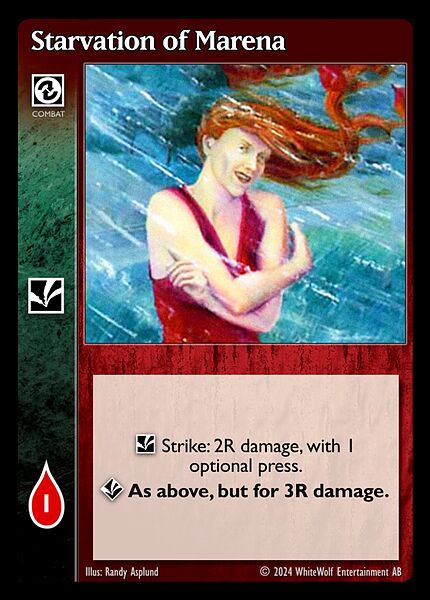 Starvation of Marena
COMBAT
Strike: 2R damage, with 1
optional press.
As above, but for 3R damage.
1
Illus: Randy Asplund
© 2024 WhiteWolf Entertainment AB